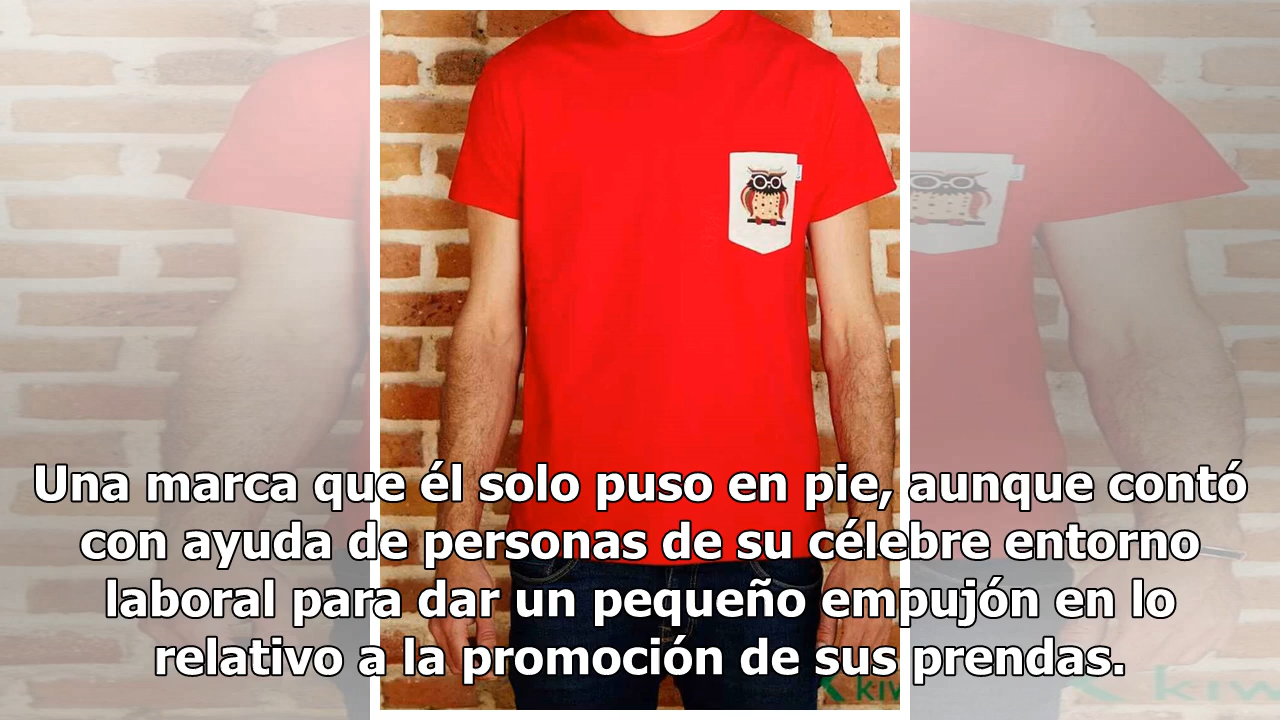 Una marca que él solo puso en pie, aunque contó
con ayuda de personas de su célebre entorno
laboral para dar un pequeño empujón en lo
relativo a la promoción de sus prendas.